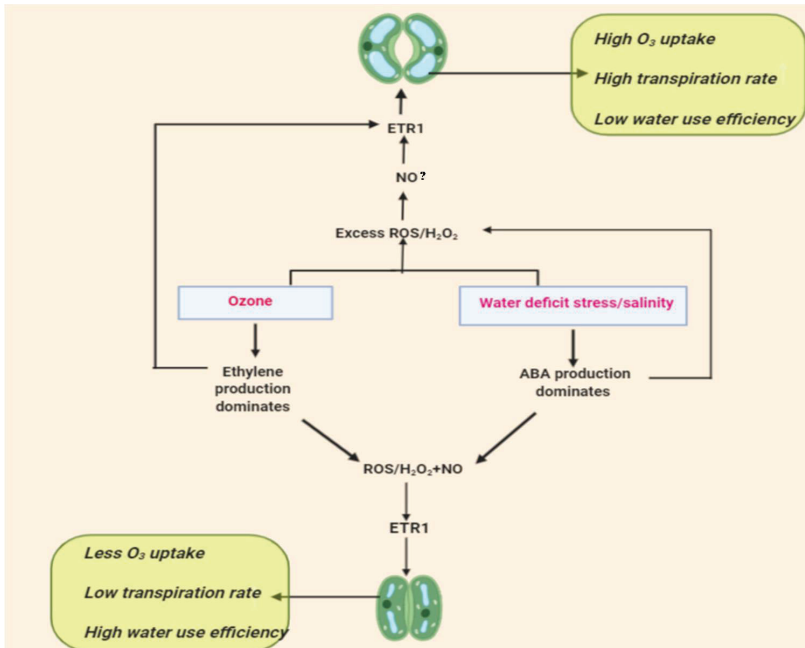 High O₃ uptake
High transpiration rate
Low water use efficiency
ETR1
NO?
Excess ROS/H₂O₂
Ozone
Water deficit stress/salinity
Ethylene
production
dominates
ABA production
dominates
ROS/H₂O₂+NO
ETR1
Less O₃ uptake
Low transpiration rate
High water use efficiency